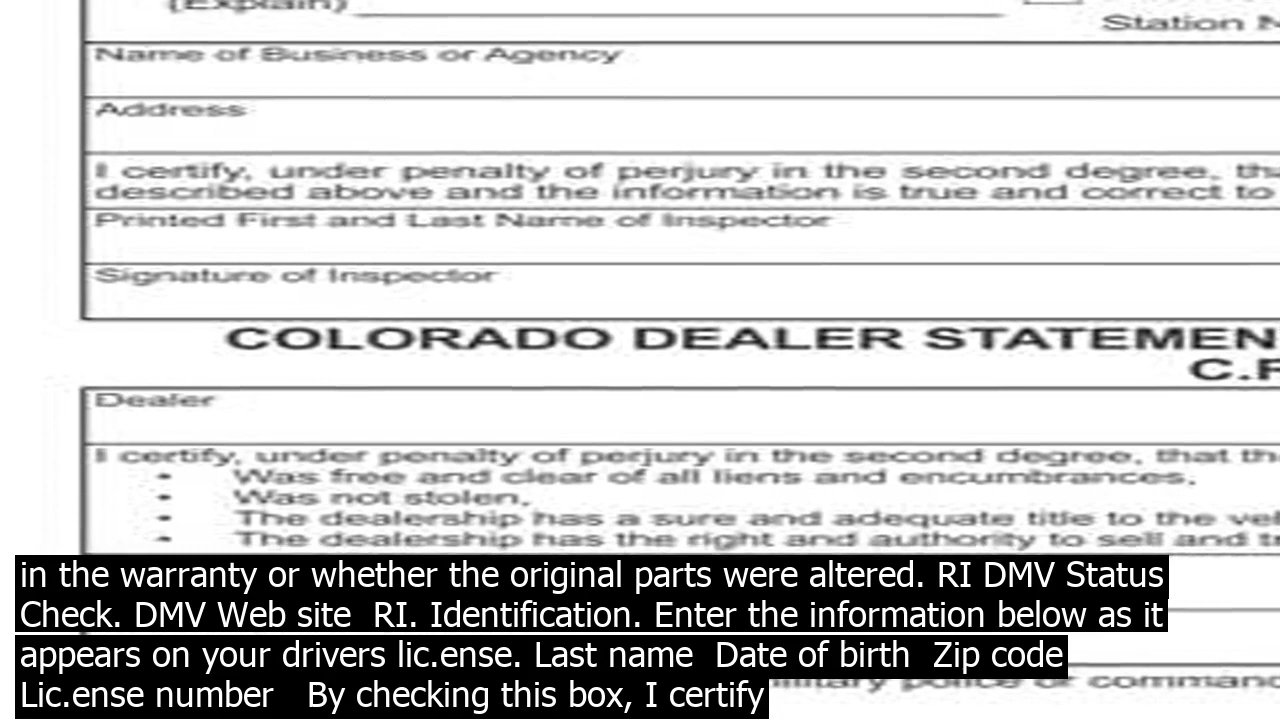 (Explain)
Station
Name of Business or Agency
Address
I certify, under penalty of perjury in the second degree,
described above and the information is true and correct to
Printed First and Last Name of Inspector
Signature of Inspector
COLORADO DEALER
Dealer
I certify, under penalty of perjury in the second degree, that
• Was free and clear of all liens and encumbrances,
• Was not stolen,
• The dealership has a sure and adequate title to the
• The dealership has the right and authority to sell and
in the warranty or whether the original parts were altered. RI DMV Status
Check. DMV Web site RI. Identification. Enter the information below as it
appears on your drivers lic.ense. Last name Date of birth Zip code
Lic.ense number By checking this box, I certify